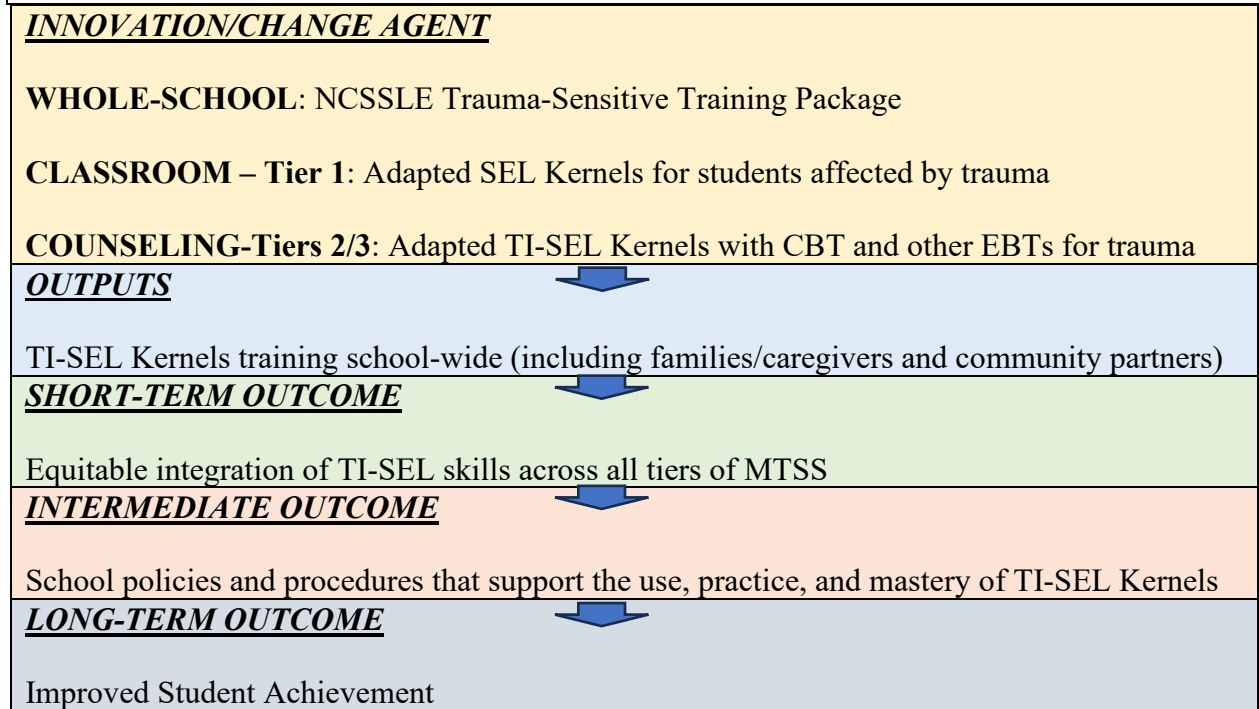 INNOVATION/CHANGE AGENT
WHOLE-SCHOOL: NCSSLE Trauma-Sensitive Training Package
CLASSROOM – Tier 1: Adapted SEL Kernels for students affected by trauma
COUNSELING-Tiers 2/3: Adapted TI-SEL Kernels with CBT and other EBTs for trauma
OUTPUTS
TI-SEL Kernels training school-wide (including families/caregivers and community partners)
SHORT-TERM OUTCOME
Equitable integration of TI-SEL skills across all tiers of MTSS
INTERMEDIATE OUTCOME
School policies and procedures that support the use, practice, and mastery of TI-SEL Kernels
LONG-TERM OUTCOME
Improved Student Achievement